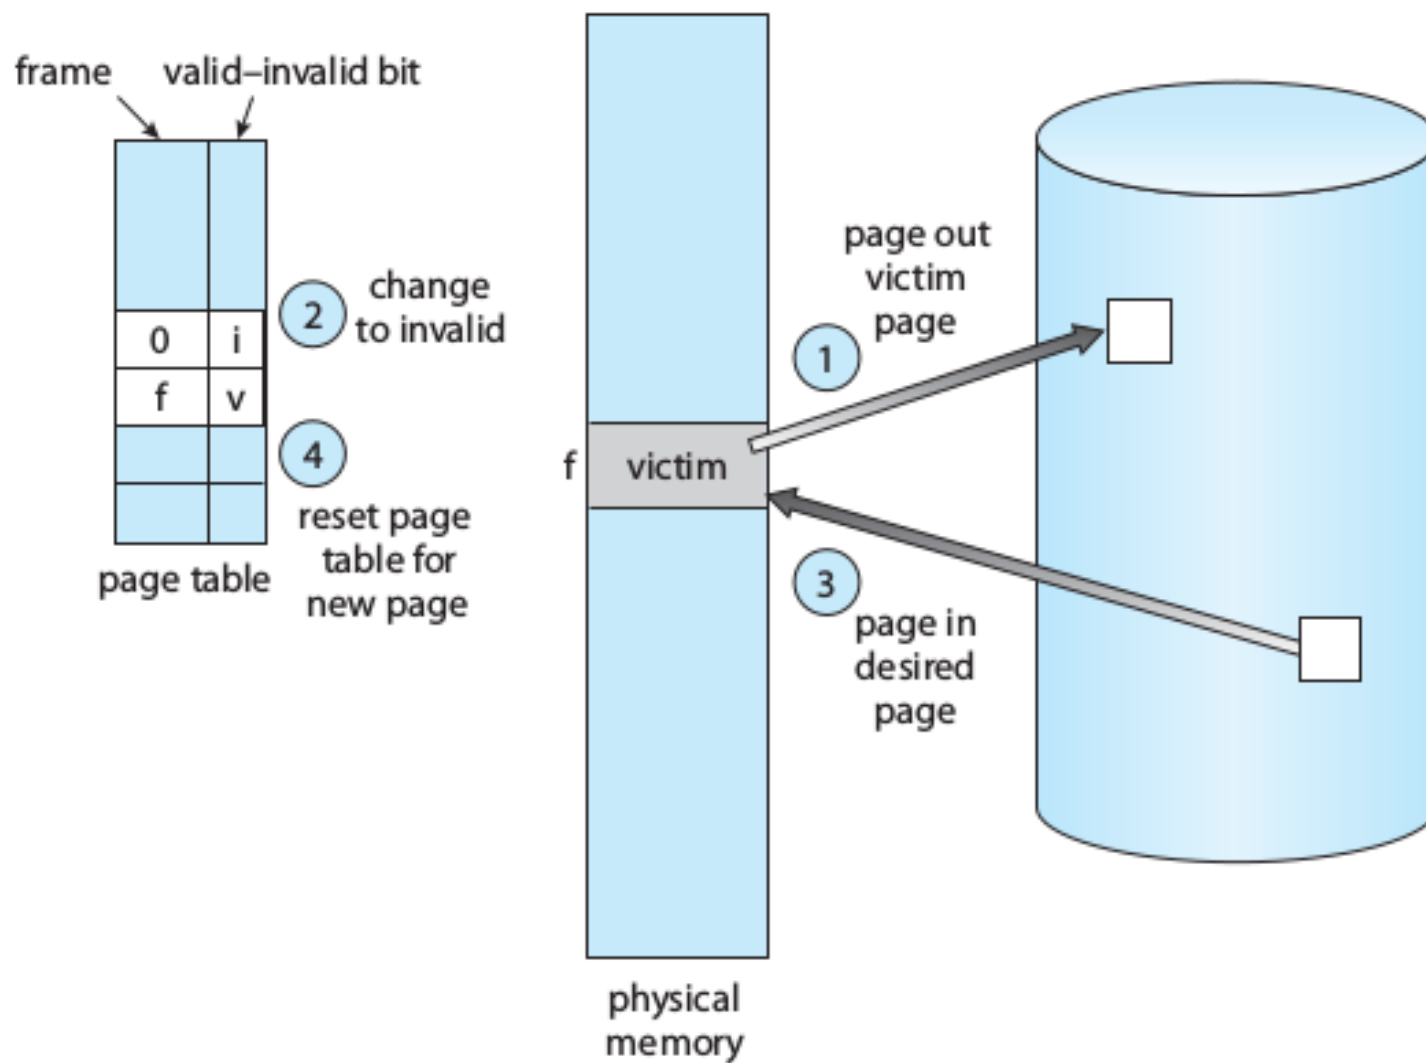 frame
valid–invalid bit
0 i
f v
2
change
to invalid
4
reset page
table for
new page
page table
f
victim
physical
memory
page out
victim
page
1
3
page in
desired
page